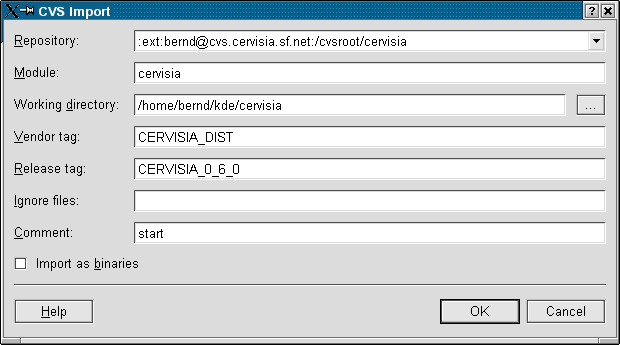 CVS Import
Repository: :ext:bernd@cvs.cervisia.sf.net:/cvsroot/cervisia
Module: cervisia
Working directory: /home/bernd/kde/cervisia ...
Vendor tag: CERVISIA_DIST
Release tag: CERVISIA_0_6_0
Ignore files:
Comment: start
Import as binaries
Help OK Cancel